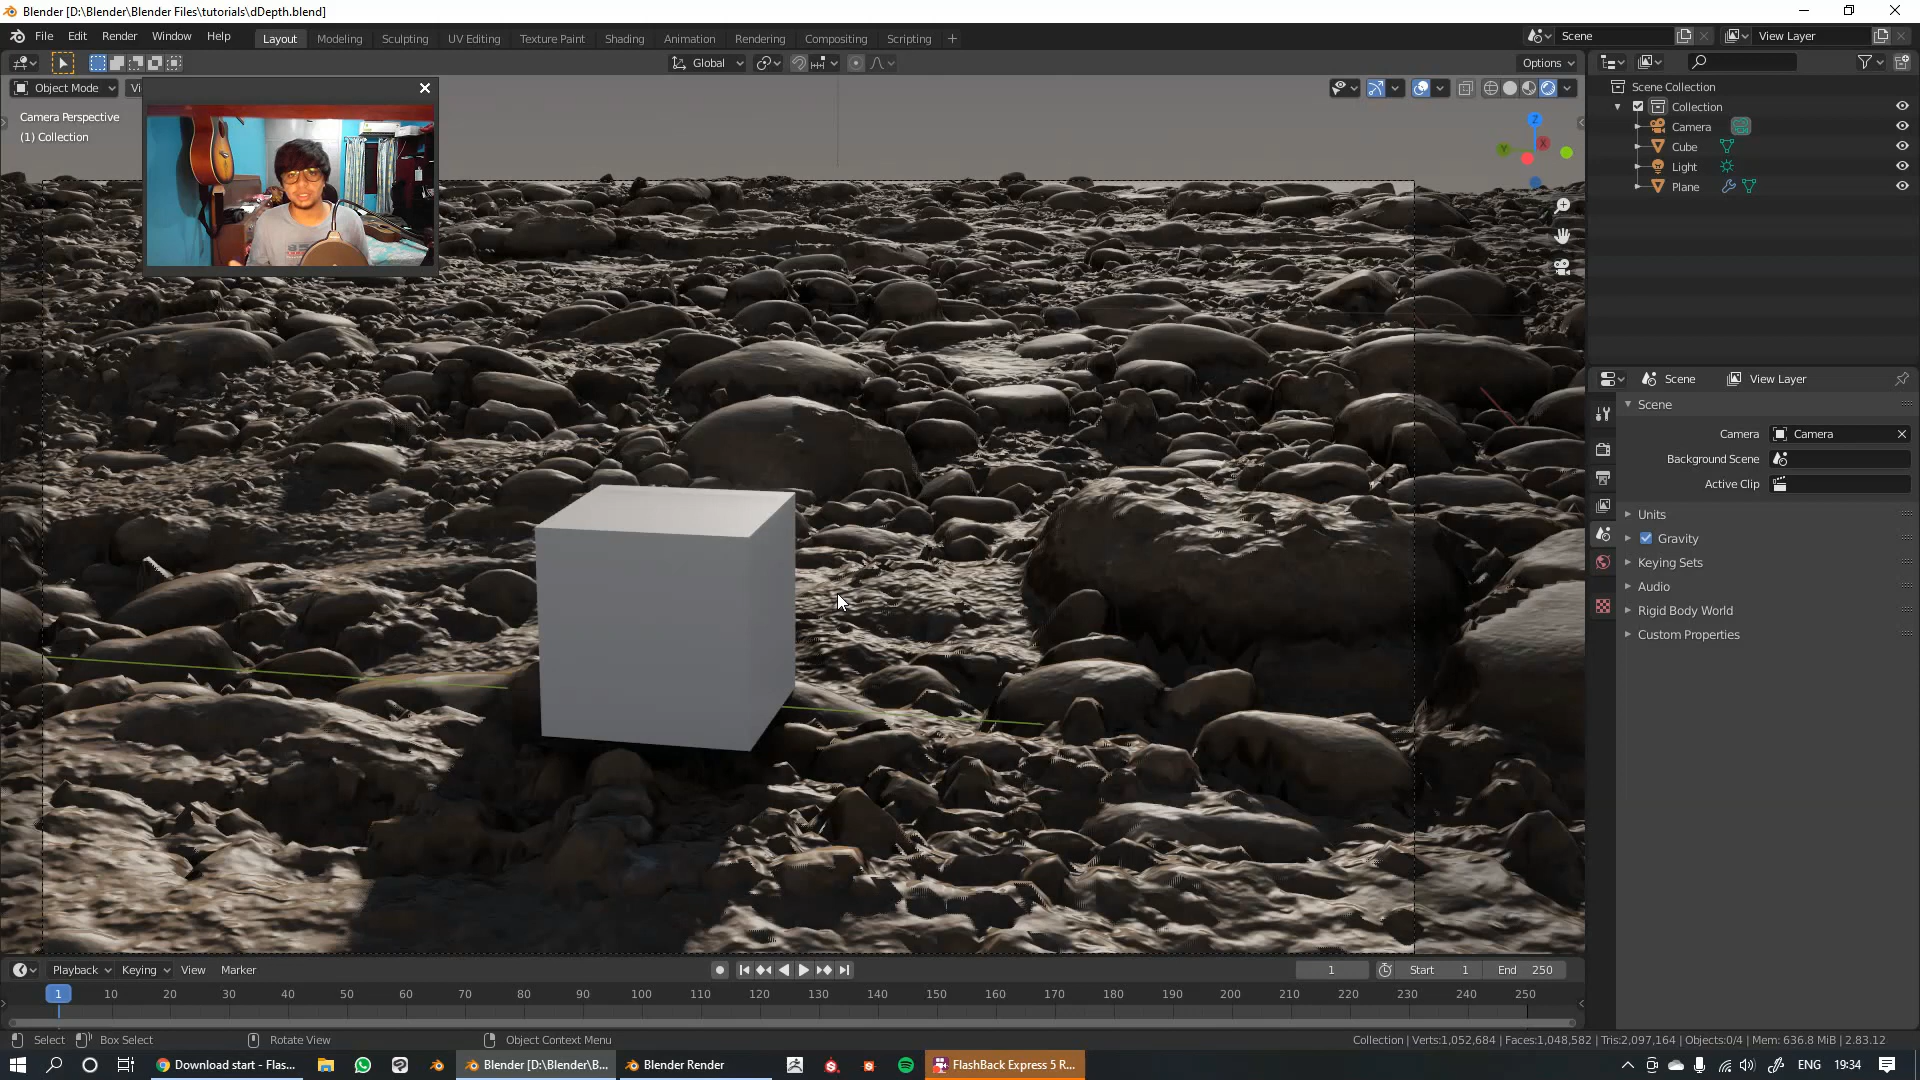 Blender [D:\Blender\Blender Files\tutorials\dDepth.blend]
File Edit Render Window Help Layout Modeling Sculpting UV Editing Texture Paint Shading Animation Rendering Compositing Scripting + Scene View Layer
Global Options
Object Mode Vi
Camera Perspective
(1) Collection
Z
Y X
Scene Collection
Collection
Camera
Cube
Light
Plane
Scene View Layer
Scene
Camera Camera
Background Scene
Active Clip
Units
Gravity
Keying Sets
Audio
Rigid Body World
Custom Properties
Playback Keying View Marker 1 Start 1 End 250
1 10 20 30 40 50 60 70 80 90 100 110 120 130 140 150 160 170 180 190 200 210 220 230 240 250
Select Box Select Rotate View Object Context Menu Collection | Verts:1,052,684 | Faces:1,048,582 | Tris:2,097,164 | Objects:0/4 | Mem: 636.8 MiB | 2.83.12
Download start - Flas... Blender [D:\Blender\B... Blender Render FlashBack Express 5 R... ENG 19:34